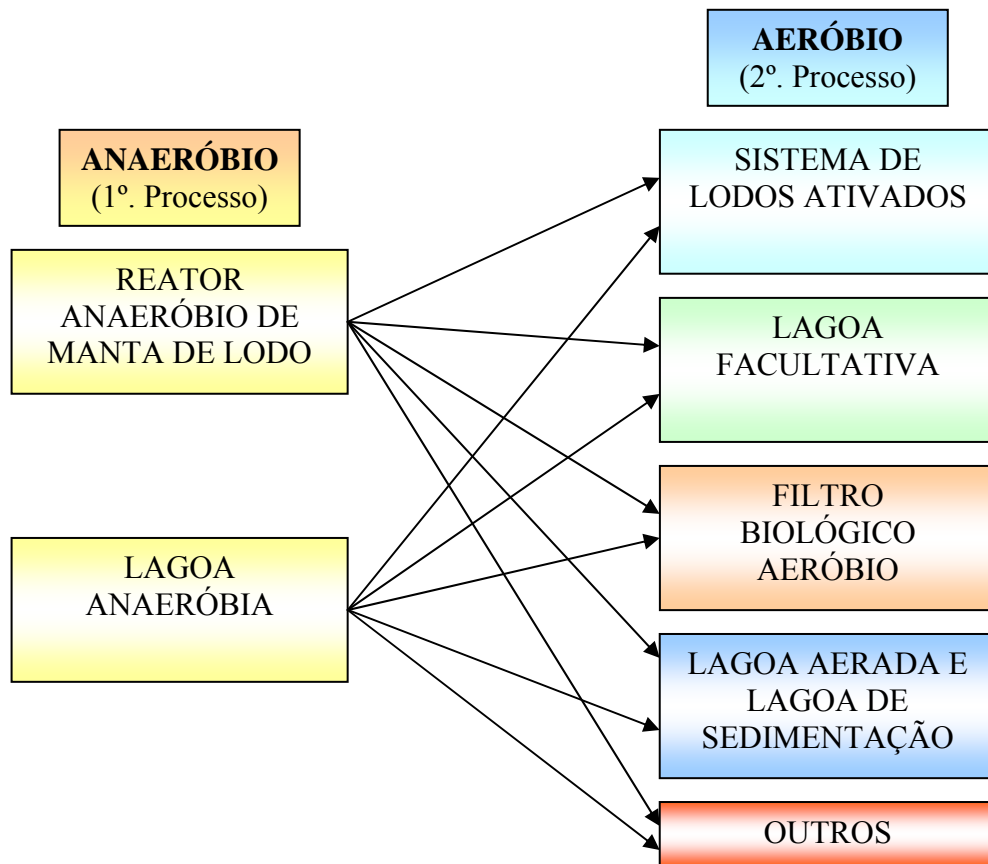 ANAERÓBIO
(1º. Processo)
REATOR
ANAERÓBIO DE
MANTA DE LODO
LAGOA
ANAERÓBIA
AERÓBIO
(2º. Processo)
SISTEMA DE
LODOS ATIVADOS
LAGOA
FACULTATIVA
FILTRO
BIOLÓGICO
AERÓBIO
LAGOA AERADA E
LAGOA DE
SEDIMENTAÇÃO
OUTROS